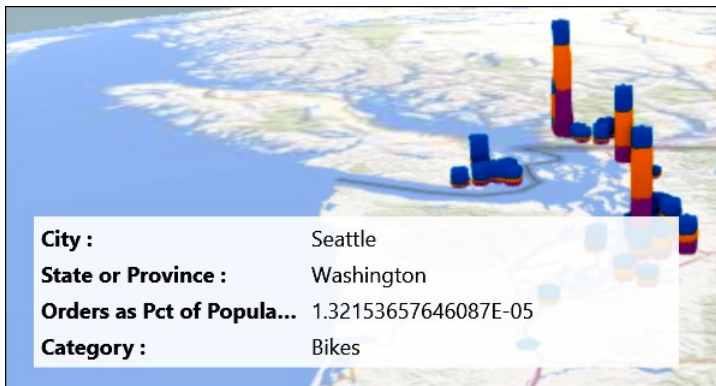 City : Seattle
State or Province : Washington
Orders as Pct of Popula... 1.32153657646087E-05
Category : Bikes